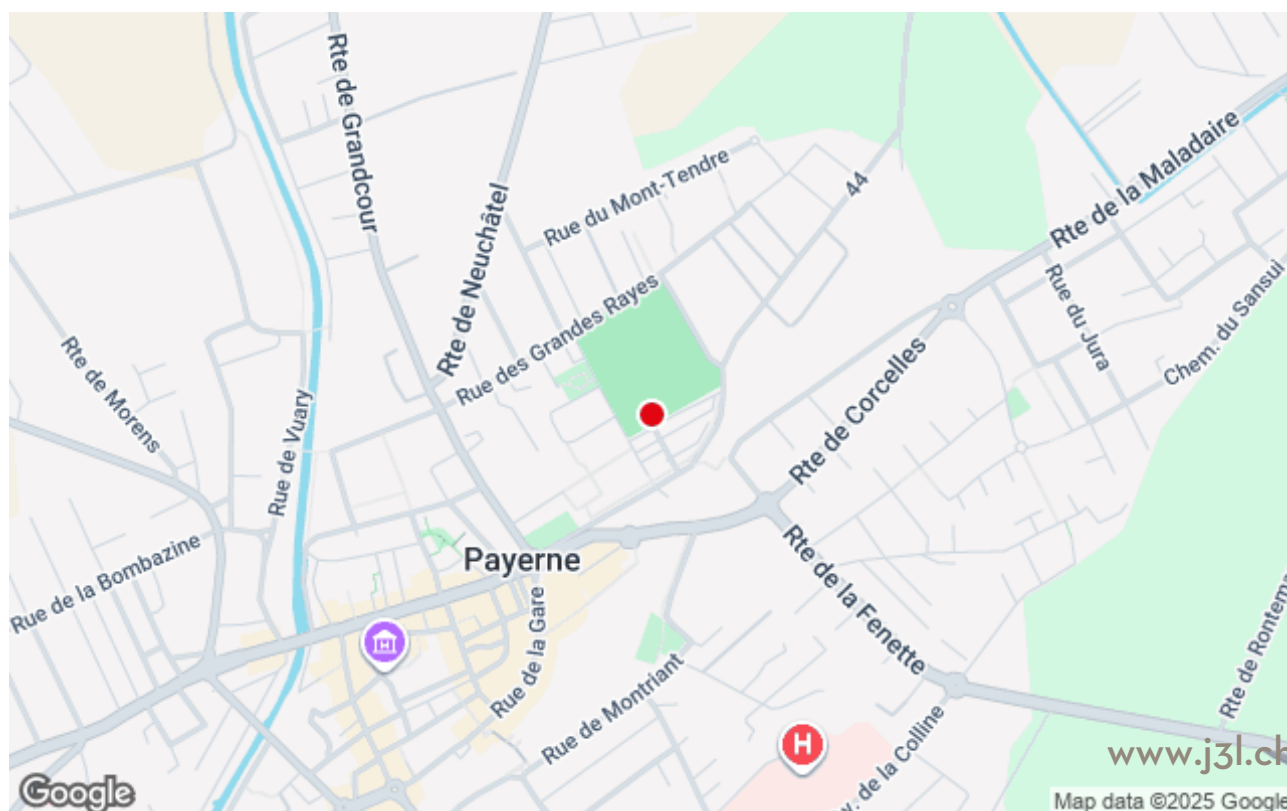 Rte de Grandcour
Rte de Neuchâtel
Rue du Mont-Tendre
44
Rte de la Maladaire
Rue des Grandes Rayes
Rue du Jura
Chem. du Sansui
Rte de Morens
Rue de Vuary
Rte de Corcelles
Rue de la Bombazine
Payerne
Rte de la Fenette
Rue de la Gare
Rue de Montriant
H
v. de la Colline
Rte de Rontema
www.j3l.ch
Google
Map data ©2025 Google